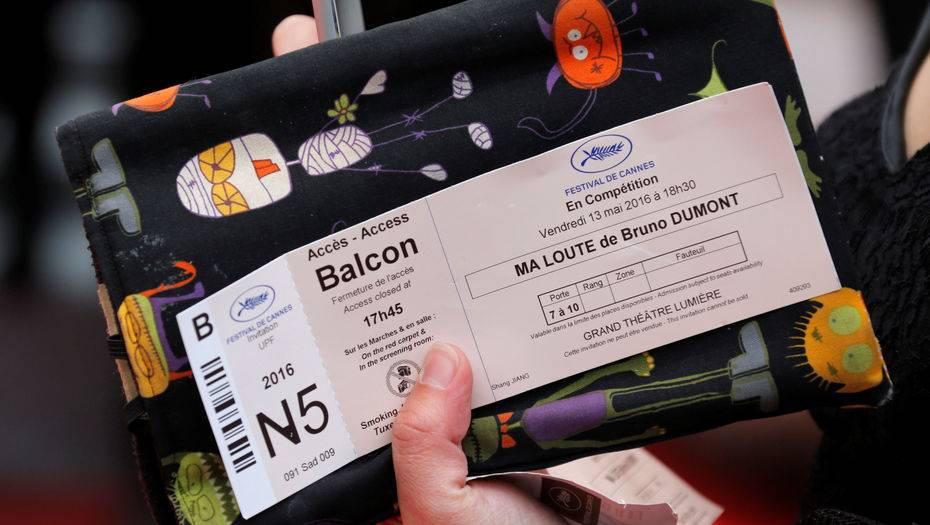 B
FESTIVAL DE CANNES
Invitation
UPF
2016
N5
091 Sad 009
Accès - Access
Balcon
Fermeture de l'accès
Access closed at
17h45
Sur les Marches & en salle :
On the red carpet &
In the screening room:
Smoking
Tuxe
FESTIVAL DE CANNES
En Compétition
Vendredi 13 mai 2016 à 18h30
MA LOUTE de Bruno DUMONT
Porte Rang Zone Fauteuil
7 à 10
Valable dans la limite des places disponibles - Admission subject to seats availability
GRAND THÉÂTRE LUMIÈRE
Cette invitation ne peut être vendue - This invitation cannot be sold
409293
Shang JIANG